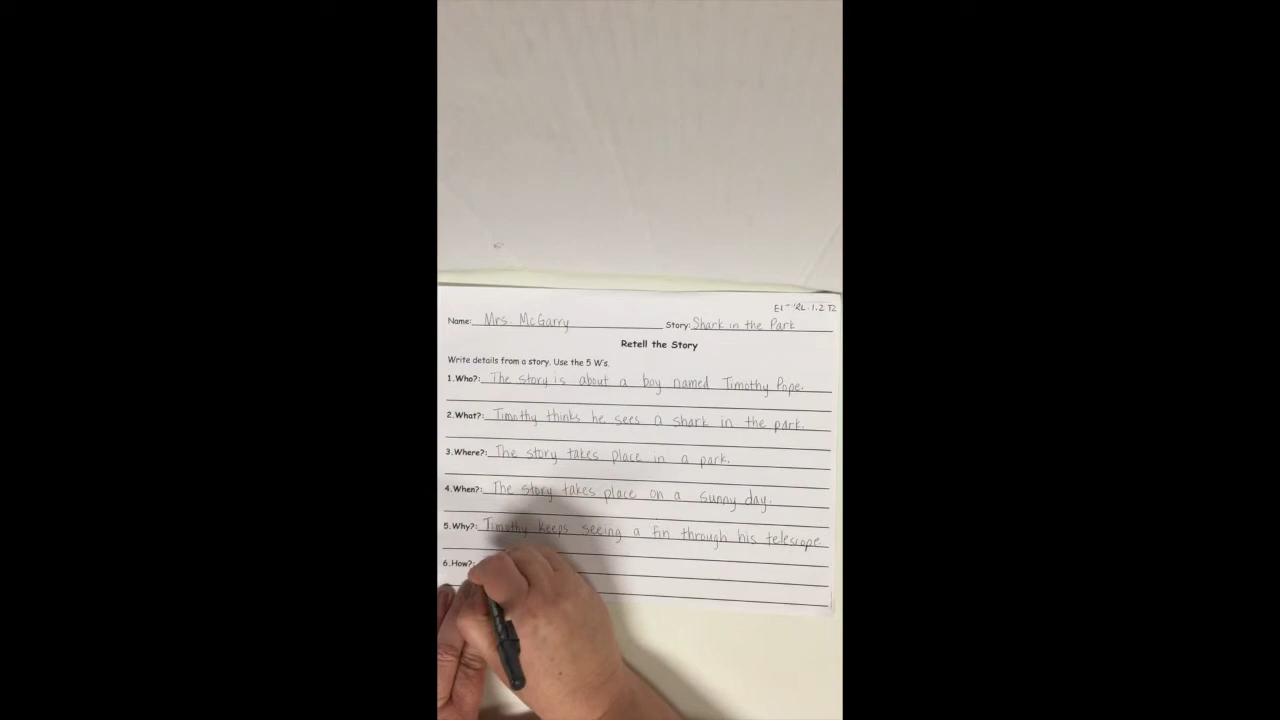 E1-RL.1.2 T2
Name: Mrs. McGarry Story: Shark in the Park
Retell the Story
Write details from a story. Use the 5 W's.
1.Who?: The story is about a boy named Timothy Pope.
2.What?: Timothy thinks he sees a shark in the park.
3.Where?: The story takes place in a park.
4.When?: The story takes place on a sunny day.
5.Why?: Timothy keeps seeing a fin through his telescope
6.How?: